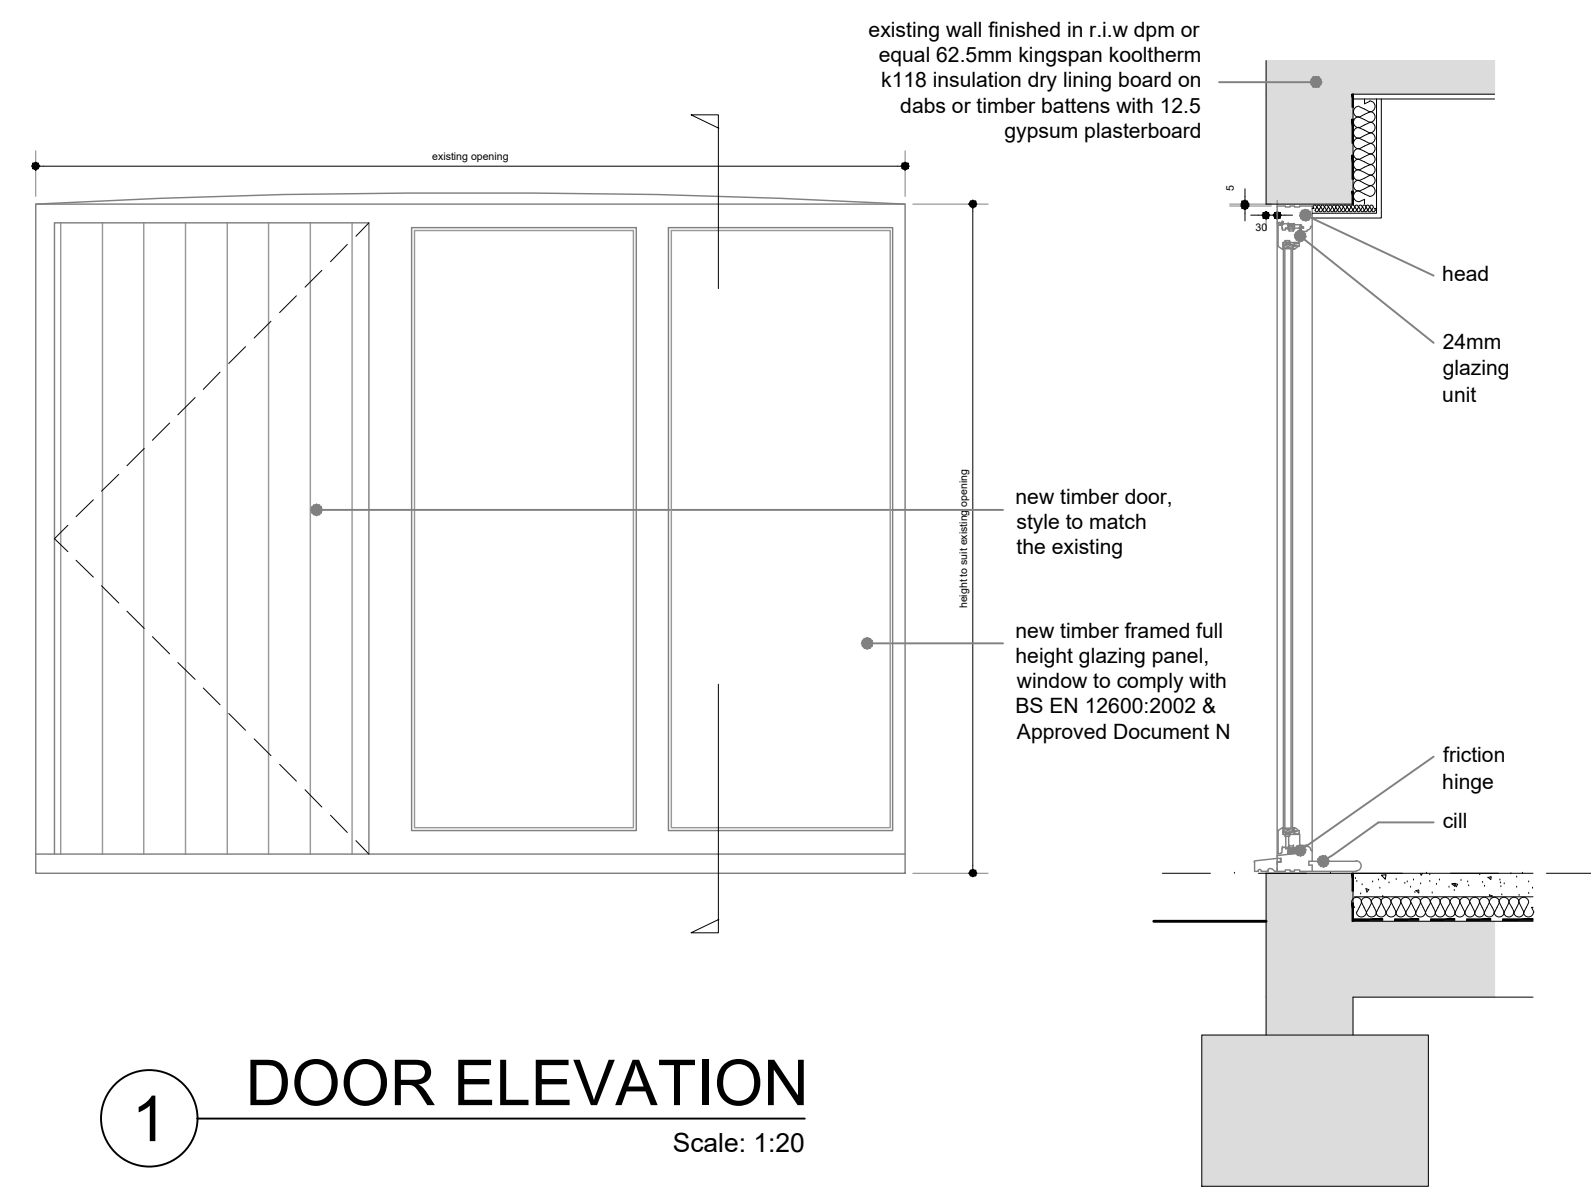 existing wall finished in r.i.w dpm or
equal 62.5mm kingspan kooltherm
k118 insulation dry lining board on
dabs or timber battens with 12.5
gypsum plasterboard
existing opening
5
30
head
24mm
glazing
unit
height to suit existing opening
new timber door,
style to match
the existing
new timber framed full
height glazing panel,
window to comply with
BS EN 12600:2002 &
Approved Document N
friction
hinge
cill
1
DOOR ELEVATION
Scale: 1:20